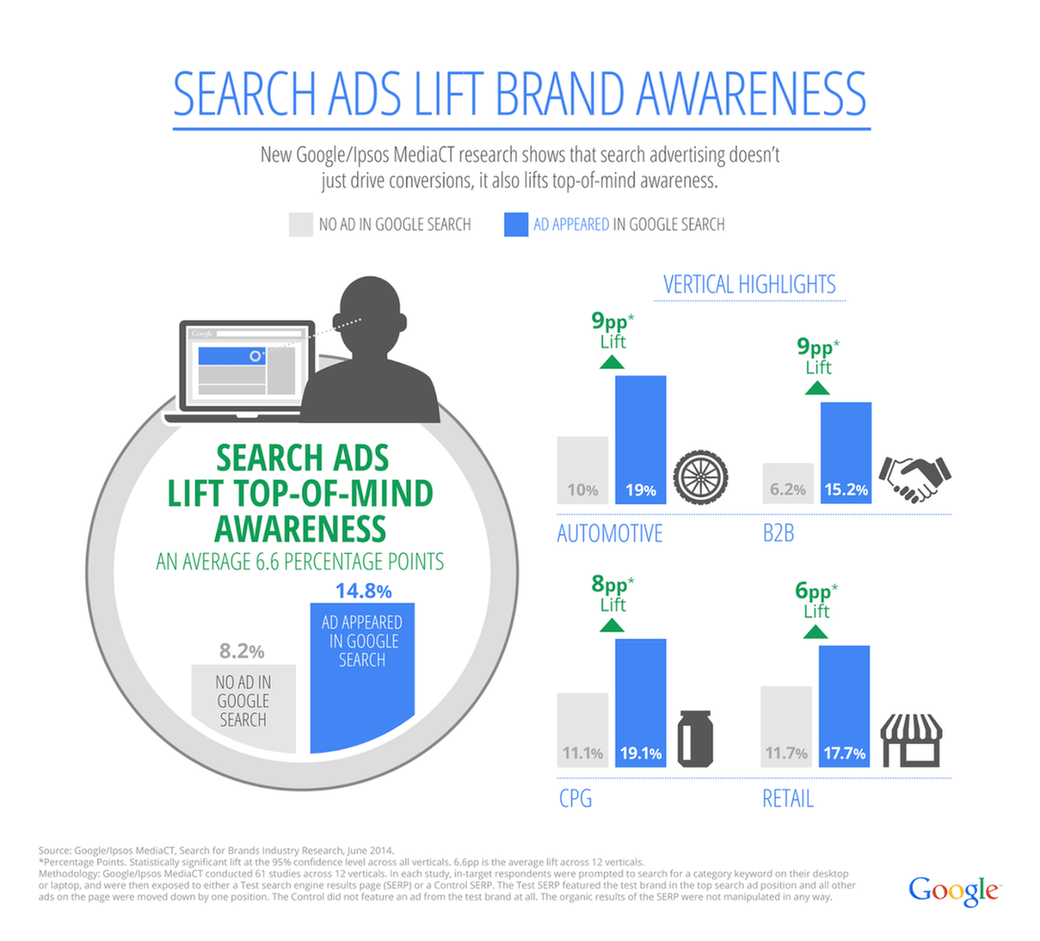 SEARCH ADS LIFT BRAND AWARENESS
New Google/Ipsos MediaCT research shows that search advertising doesn't
just drive conversions, it also lifts top-of-mind awareness.
NO AD IN GOOGLE SEARCH
AD APPEARED IN GOOGLE SEARCH
Google
SEARCH ADS
LIFT TOP-OF-MIND
AWARENESS
AN AVERAGE 6.6 PERCENTAGE POINTS
8.2%
NO AD IN
GOOGLE
SEARCH
14.8%
AD APPEARED
IN GOOGLE
SEARCH
VERTICAL HIGHLIGHTS
9pp*
Lift
10%
19%
AUTOMOTIVE
9pp*
Lift
6.2%
15.2%
B2B
8pp*
Lift
11.1%
19.1%
CPG
6pp*
Lift
11.7%
17.7%
RETAIL
Source: Google/Ipsos MediaCT, Search for Brands Industry Research, June 2014.
*Percentage Points. Statistically significant lift at the 95% confidence level across all verticals. 6.6pp is the average lift across 12 verticals.
Methodology: Google/Ipsos MediaCT conducted 61 studies across 12 verticals. In each study, in-target respondents were prompted to search for a category keyword on their desktop
or laptop, and were then exposed to either a Test search engine results page (SERP) or a Control SERP. The Test SERP featured the test brand in the top search ad position and all other
ads on the page were moved down by one position. The Control did not feature an ad from the test brand at all. The organic results of the SERP were not manipulated in any way.
Google